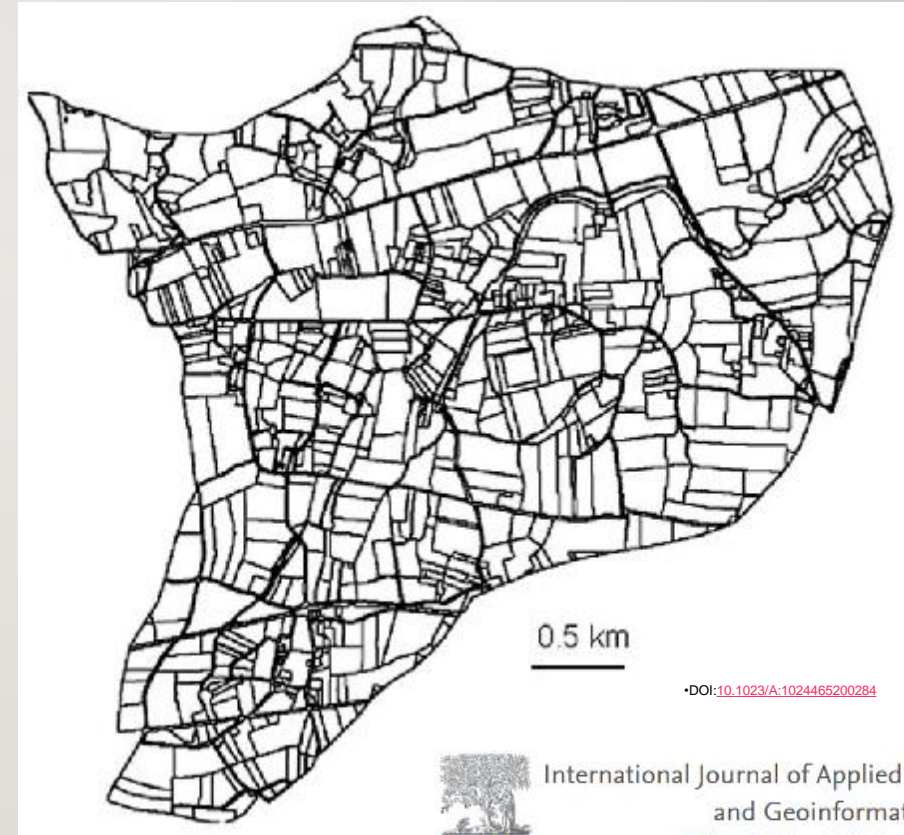 0.5 km
•DOI:10.1023/A:1024465200284
International Journal of Applied
and Geoinformat